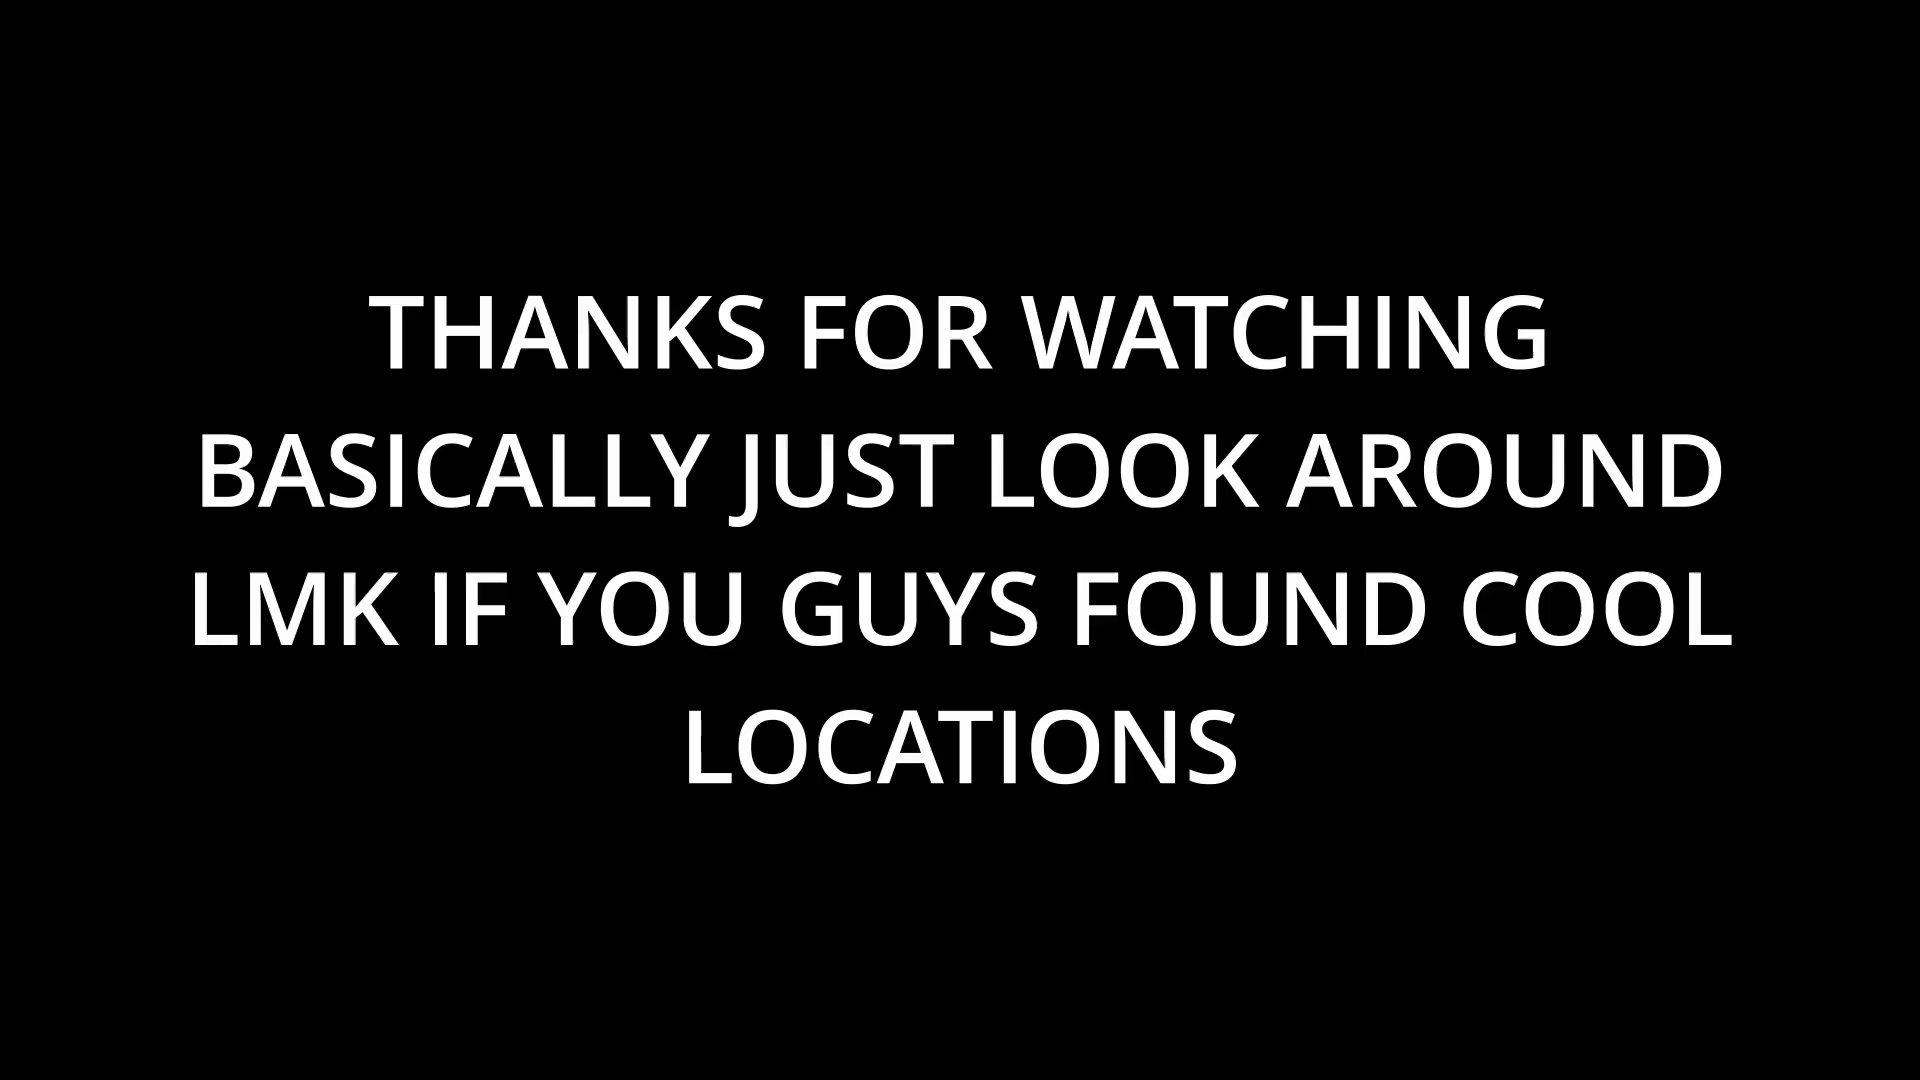 THANKS FOR WATCHING
BASICALLY JUST LOOK AROUND
LMK IF YOU GUYS FOUND COOL
LOCATIONS